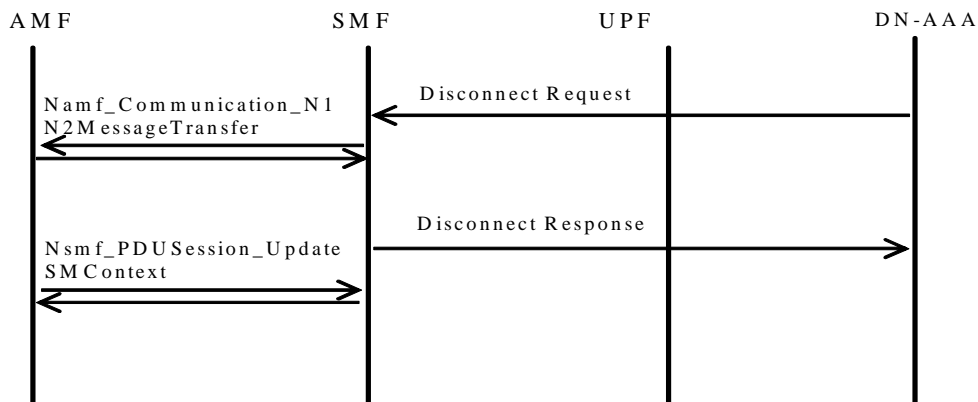 AMF SMF UPF DN-AAA
Disconnect Request
Namf_Communication_N1
N2MessageTransfer
Disconnect Response
Nsmf_PDUSession_Update
SMContext